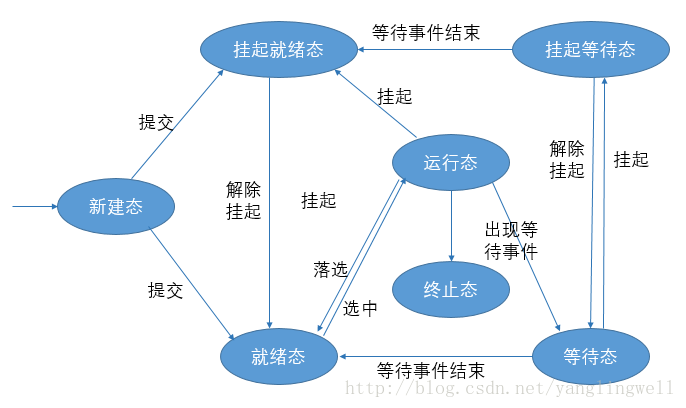 等待事件结束
挂起就绪态
挂起等待态
挂起
提交
解除
挂起
运行态
解除
挂起
挂起
新建态
挂起
出现等
待事件
落选
提交
终止态
选中
就绪态
等待态
等待事件结束
http://blog.csdn.net/yanglingwell